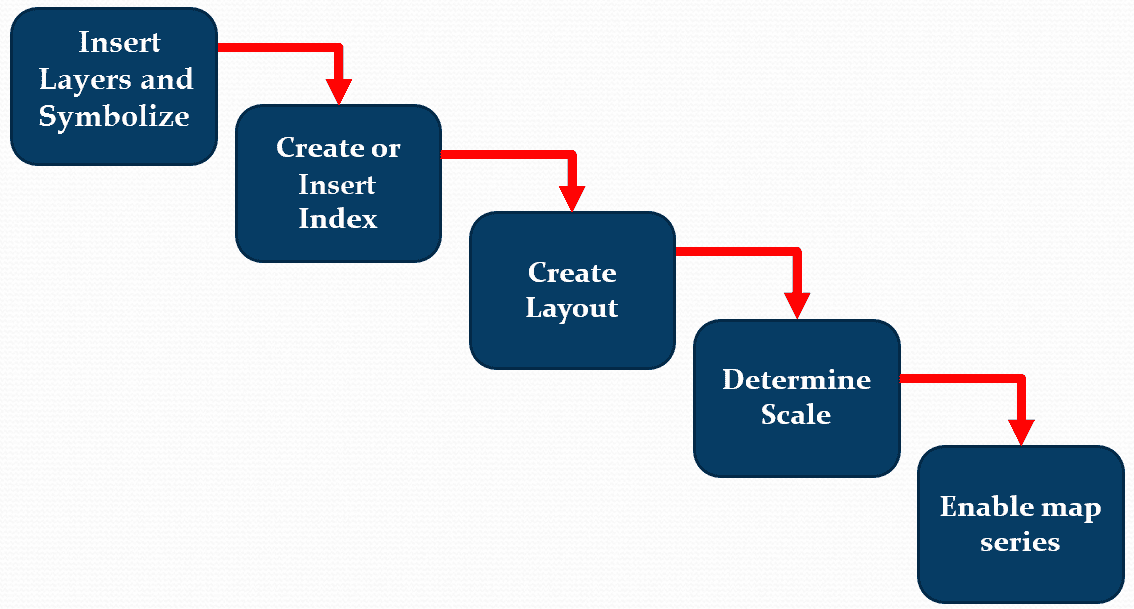 Insert
Layers and
Symbolize
Create or
Insert
Index
Create
Layout
Determine
Scale
Enable map
series